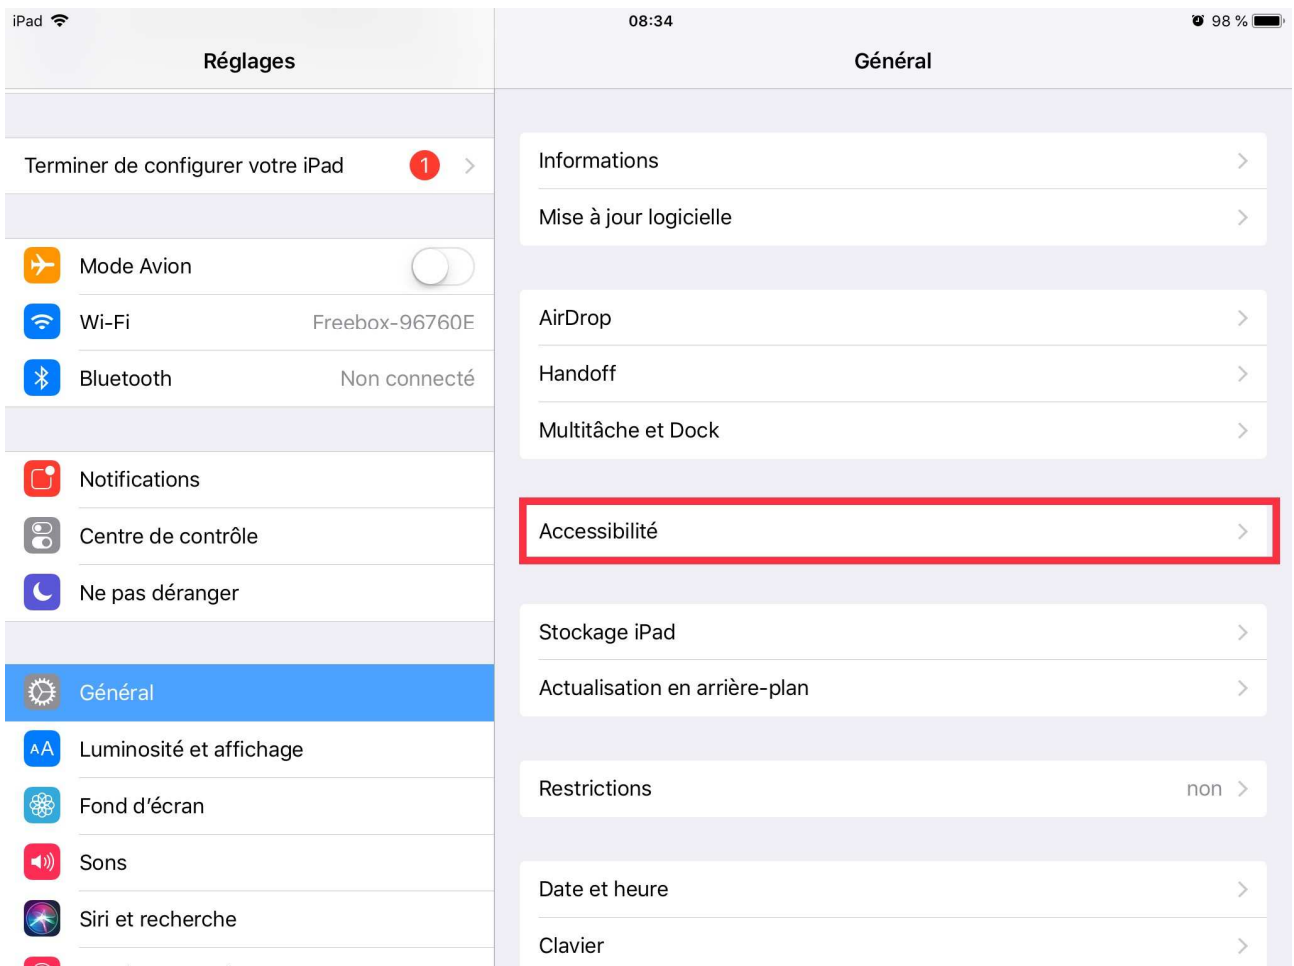 iPad
08:34
98 %
Réglages
Général
Terminer de configurer votre iPad 1
Mode Avion
Wi-Fi Freebox-96760E
Bluetooth Non connecté
Notifications
Centre de contrôle
Ne pas déranger
Général
AA Luminosité et affichage
Fond d’écran
Sons
Siri et recherche
Informations
Mise à jour logicielle
AirDrop
Handoff
Multitâche et Dock
Accessibilité
Stockage iPad
Actualisation en arrière-plan
Restrictions non
Date et heure
Clavier